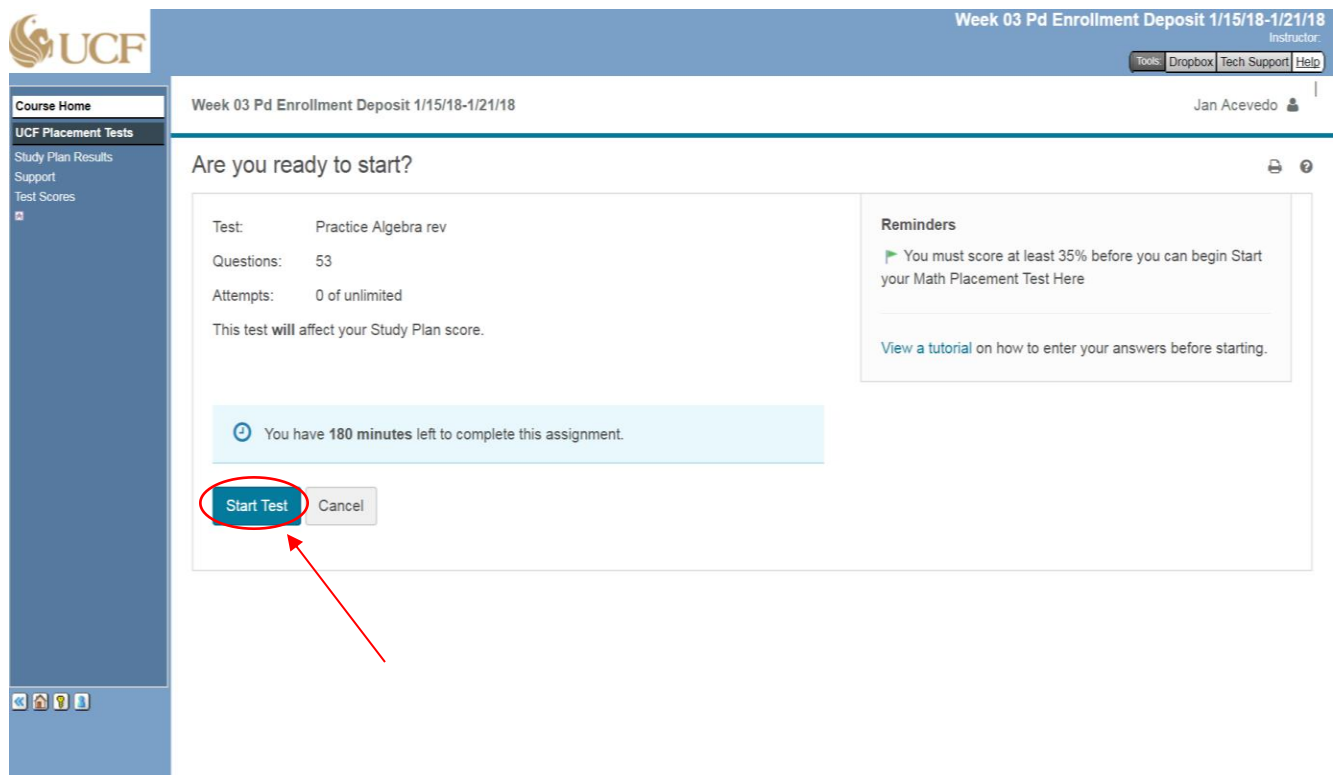 UCF
Week 03 Pd Enrollment Deposit 1/15/18-1/21/18
Instructor:
Tools: Dropbox Tech Support Help
Course Home
UCF Placement Tests
Study Plan Results
Support
Test Scores
Week 03 Pd Enrollment Deposit 1/15/18-1/21/18
Jan Acevedo
Are you ready to start?
Test: Practice Algebra rev
Questions: 53
Attempts: 0 of unlimited
This test will affect your Study Plan score.
Reminders
You must score at least 35% before you can begin Start
your Math Placement Test Here
View a tutorial on how to enter your answers before starting.
You have 180 minutes left to complete this assignment.
Start Test Cancel